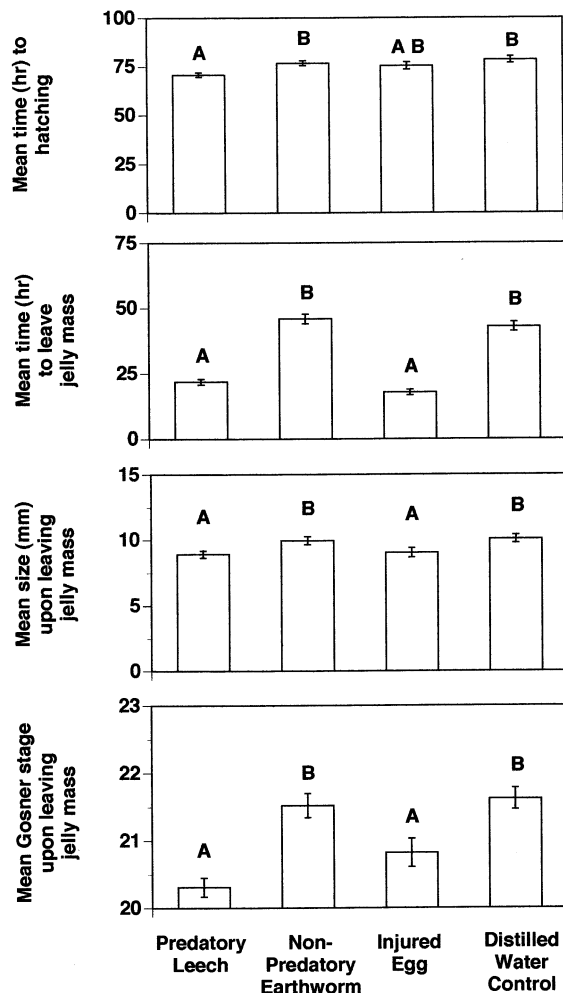 Mean time (hr) to
hatching
100
75
50
25
0
A
B
A B
B
Mean time (hr)
to leave
jelly mass
75
50
25
0
A
B
A
B
Mean size (mm)
upon leaving
jelly mass
15
10
5
0
A
B
A
B
Mean Gosner stage
upon leaving
jelly mass
23
22
21
20
A
B
A
B
Predatory
Leech
Non-
Predatory
Earthworm
Injured
Egg
Distilled
Water
Control